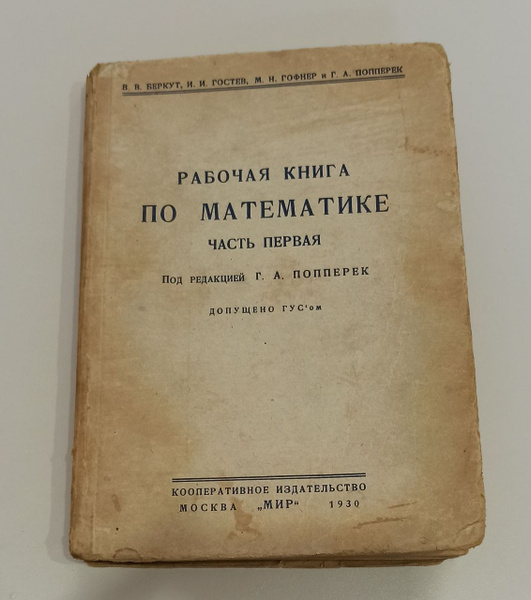 В. В. БЕРКУТ, И. И. ГОСТЕВ, М. И. ГОФНЕР и Г. А. ПОППЕРЕК
РАБОЧАЯ КНИГА
ПО МАТЕМАТИКЕ
ЧАСТЬ ПЕРВАЯ
Под редакцией Г. А. ПОППЕРЕК
ДОПУЩЕНО ГУС'ом
КООПЕРАТИВНОЕ ИЗДАТЕЛЬСТВО
МОСКВА „МИР“ 1930